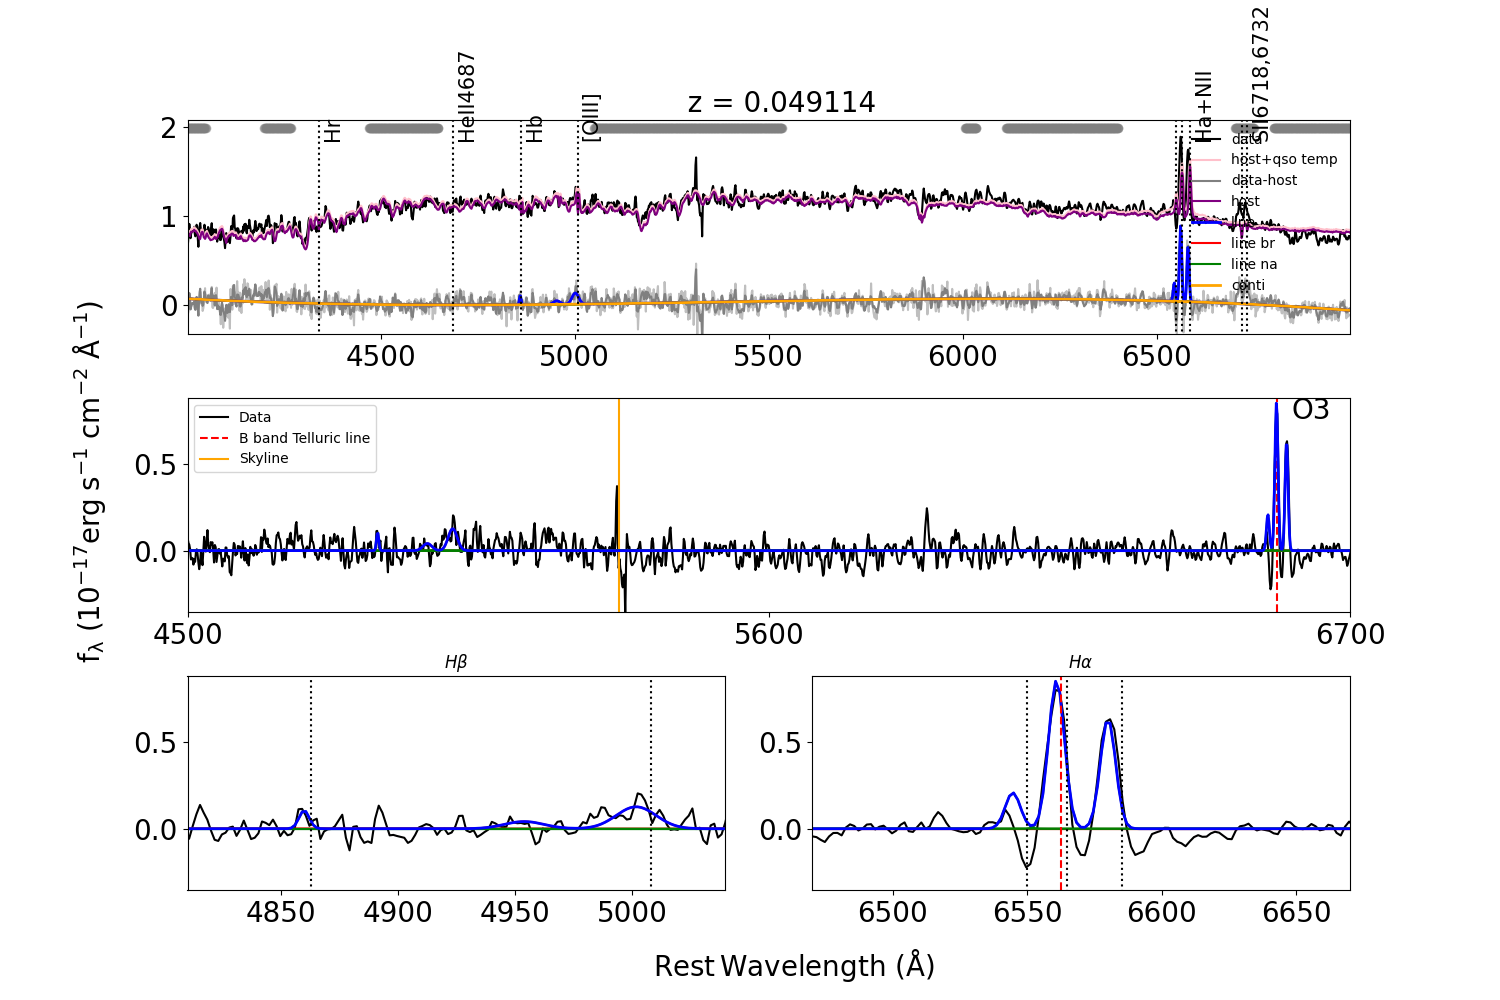 z = 0.049114
Hr
HeII4687
Hb
[OIII]
Ha+NII
SII6718,6732
data
host+qso temp
data-host
host
line br
line na
conti
2
1
0
4500 5000 5500 6000 6500
fλ (10⁻¹⁷erg s⁻¹ cm⁻² Å⁻¹)
Data
B band Telluric line
Skyline
O3
0.5
0.0
4500 5600 6700
Hβ
0.5
0.0
4850 4900 4950 5000
Hα
0.5
0.0
6500 6550 6600 6650
Rest Wavelength (Å)